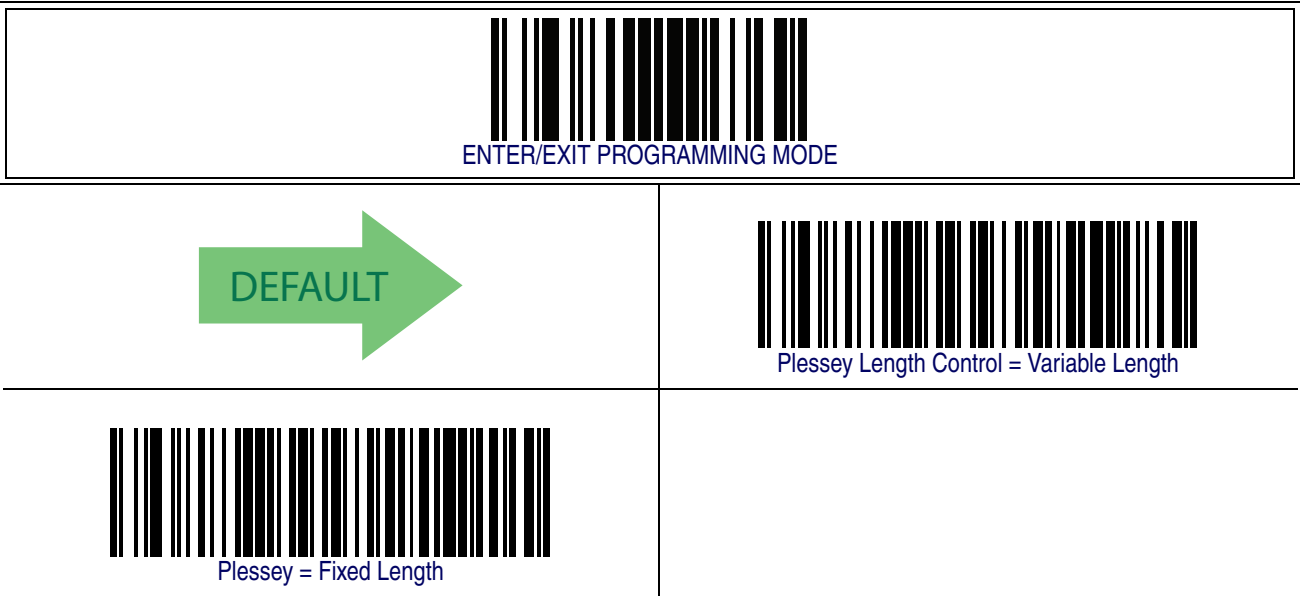 ENTER/EXIT PROGRAMMING MODE
DEFAULT
Plessey Length Control = Variable Length
Plessey = Fixed Length